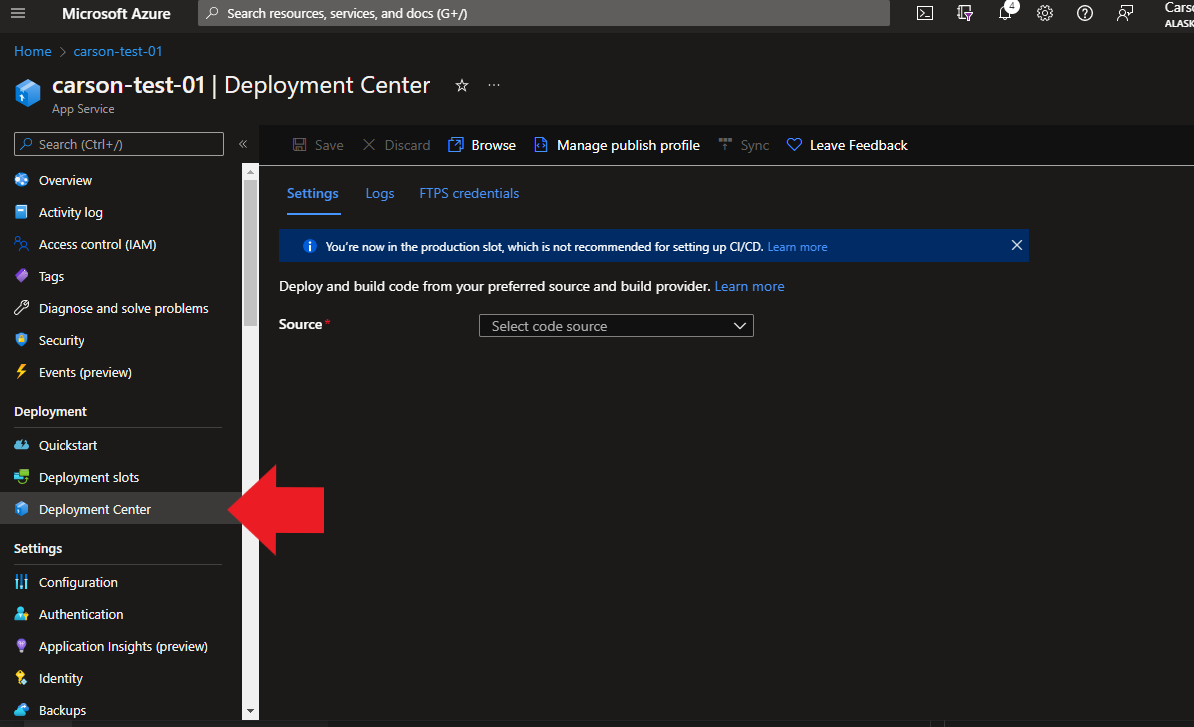 Microsoft Azure
Search resources, services, and docs (G+/)
4
Carso
ALASK
Home > carson-test-01
carson-test-01 | Deployment Center
App Service
Search (Ctrl+/)
Save
Discard
Browse
Manage publish profile
Sync
Leave Feedback
Overview
Activity log
Access control (IAM)
Tags
Diagnose and solve problems
Security
Events (preview)
Deployment
Quickstart
Deployment slots
Deployment Center
Settings
Configuration
Authentication
Application Insights (preview)
Identity
Backups
Settings
Logs
FTPS credentials
You're now in the production slot, which is not recommended for setting up CI/CD. Learn more
Deploy and build code from your preferred source and build provider. Learn more
Source *
Select code source